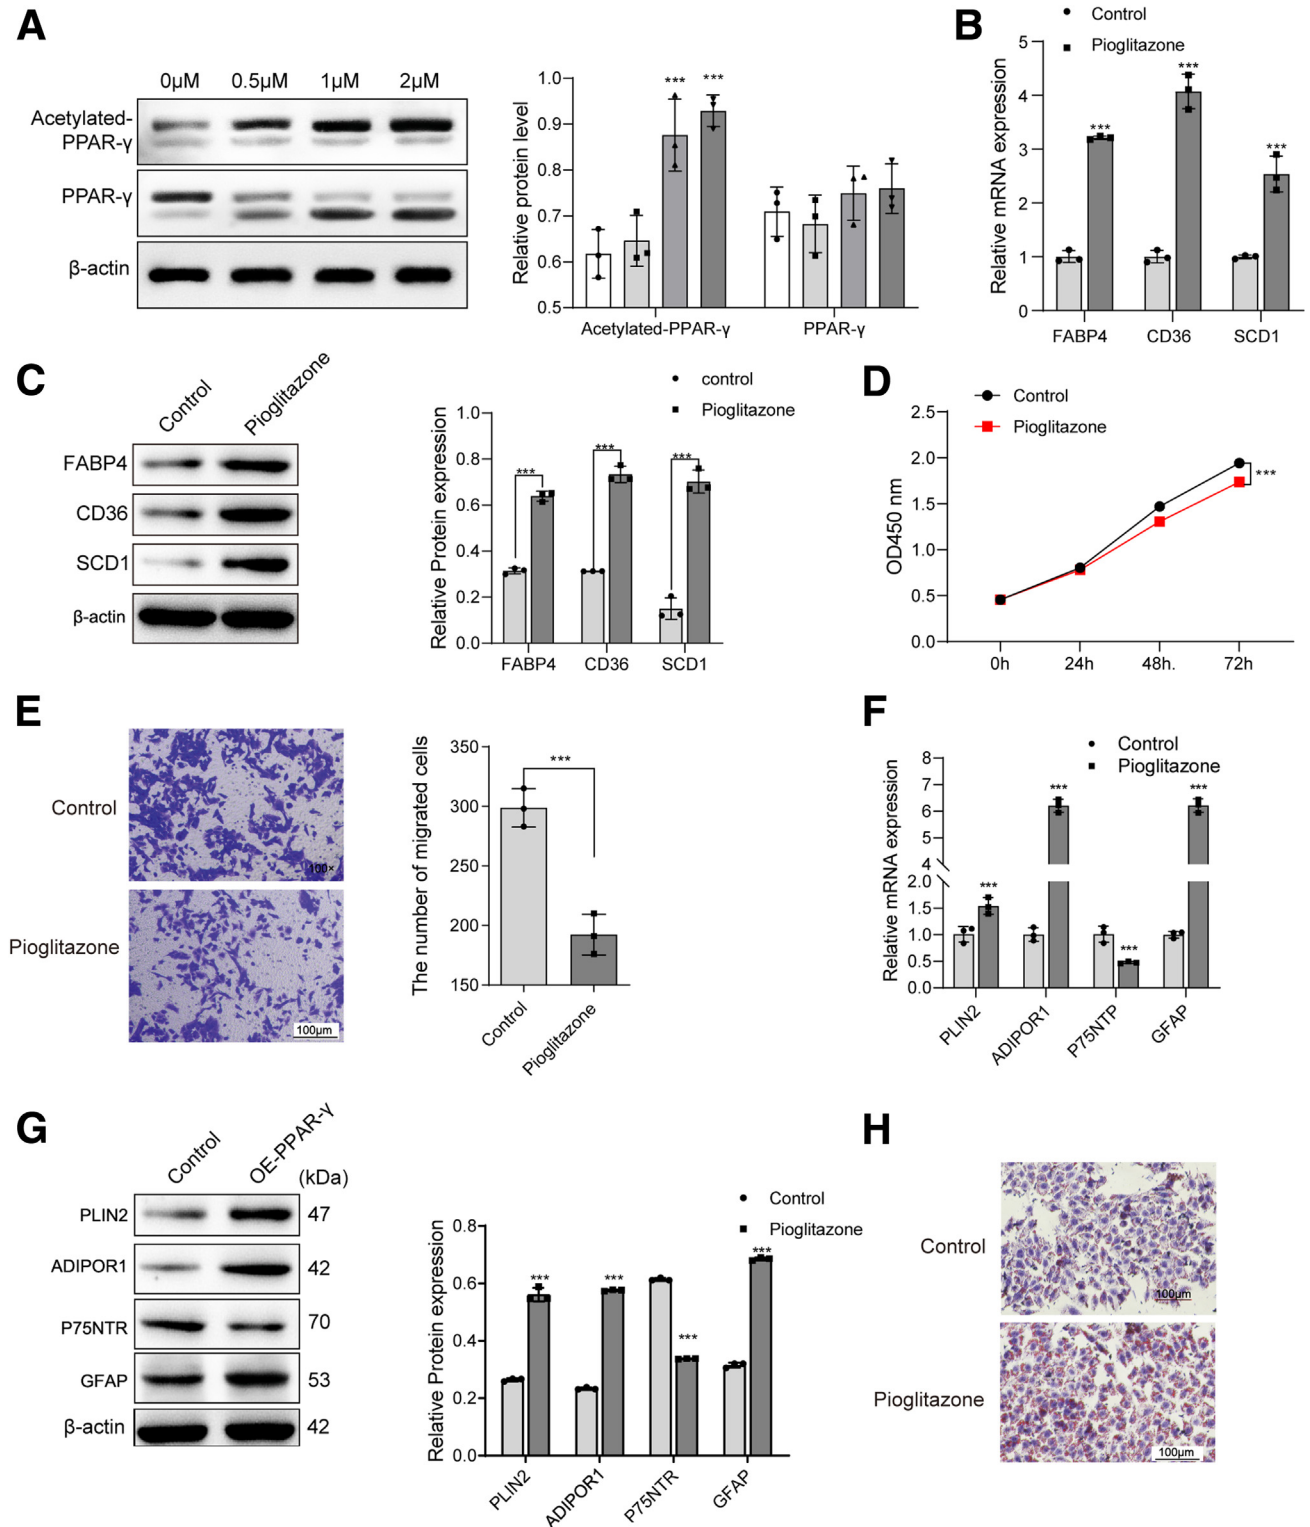 A
0μM 0.5μM 1μM 2μM
Acetylated-
PPAR-γ
PPAR-γ
β-actin
Relative protein level
1.0
0.9
0.8
0.7
0.6
0.5
*** ***
Acetylated-PPAR-γ PPAR-γ
B
Control
Pioglitazone
Relative mRNA expression
5
4
3
2
1
0
*** *** ***
FABP4 CD36 SCD1
C
Control Pioglitazone
FABP4
CD36
SCD1
β-actin
control
Pioglitazone
Relative Protein expression
1.0
0.8
0.6
0.4
0.2
0.0
*** *** ***
FABP4 CD36 SCD1
D
Control
Pioglitazone
OD450 nm
2.5
2.0
1.5
1.0
0.5
0.0
***
0h 24h 48h. 72h
E
Control
100×
Pioglitazone
100μm
The number of migrated cells
350
300
250
200
150
***
Control Pioglitazone
F
Control
Pioglitazone
Relative mRNA expression
8
7
6
5
4
2.0
1.5
1.0
0.5
0.0
*** *** *** ***
PLIN2 ADIPOR1 P75NTP GFAP
G
Control OE-PPAR-γ (kDa)
PLIN2 47
ADIPOR1 42
P75NTR 70
GFAP 53
β-actin 42
Control
Pioglitazone
Relative Protein expression
0.8
0.6
0.4
0.2
0.0
*** *** *** ***
PLIN2 ADIPOR1 P75NTR GFAP
H
Control
100μm
Pioglitazone
100μm